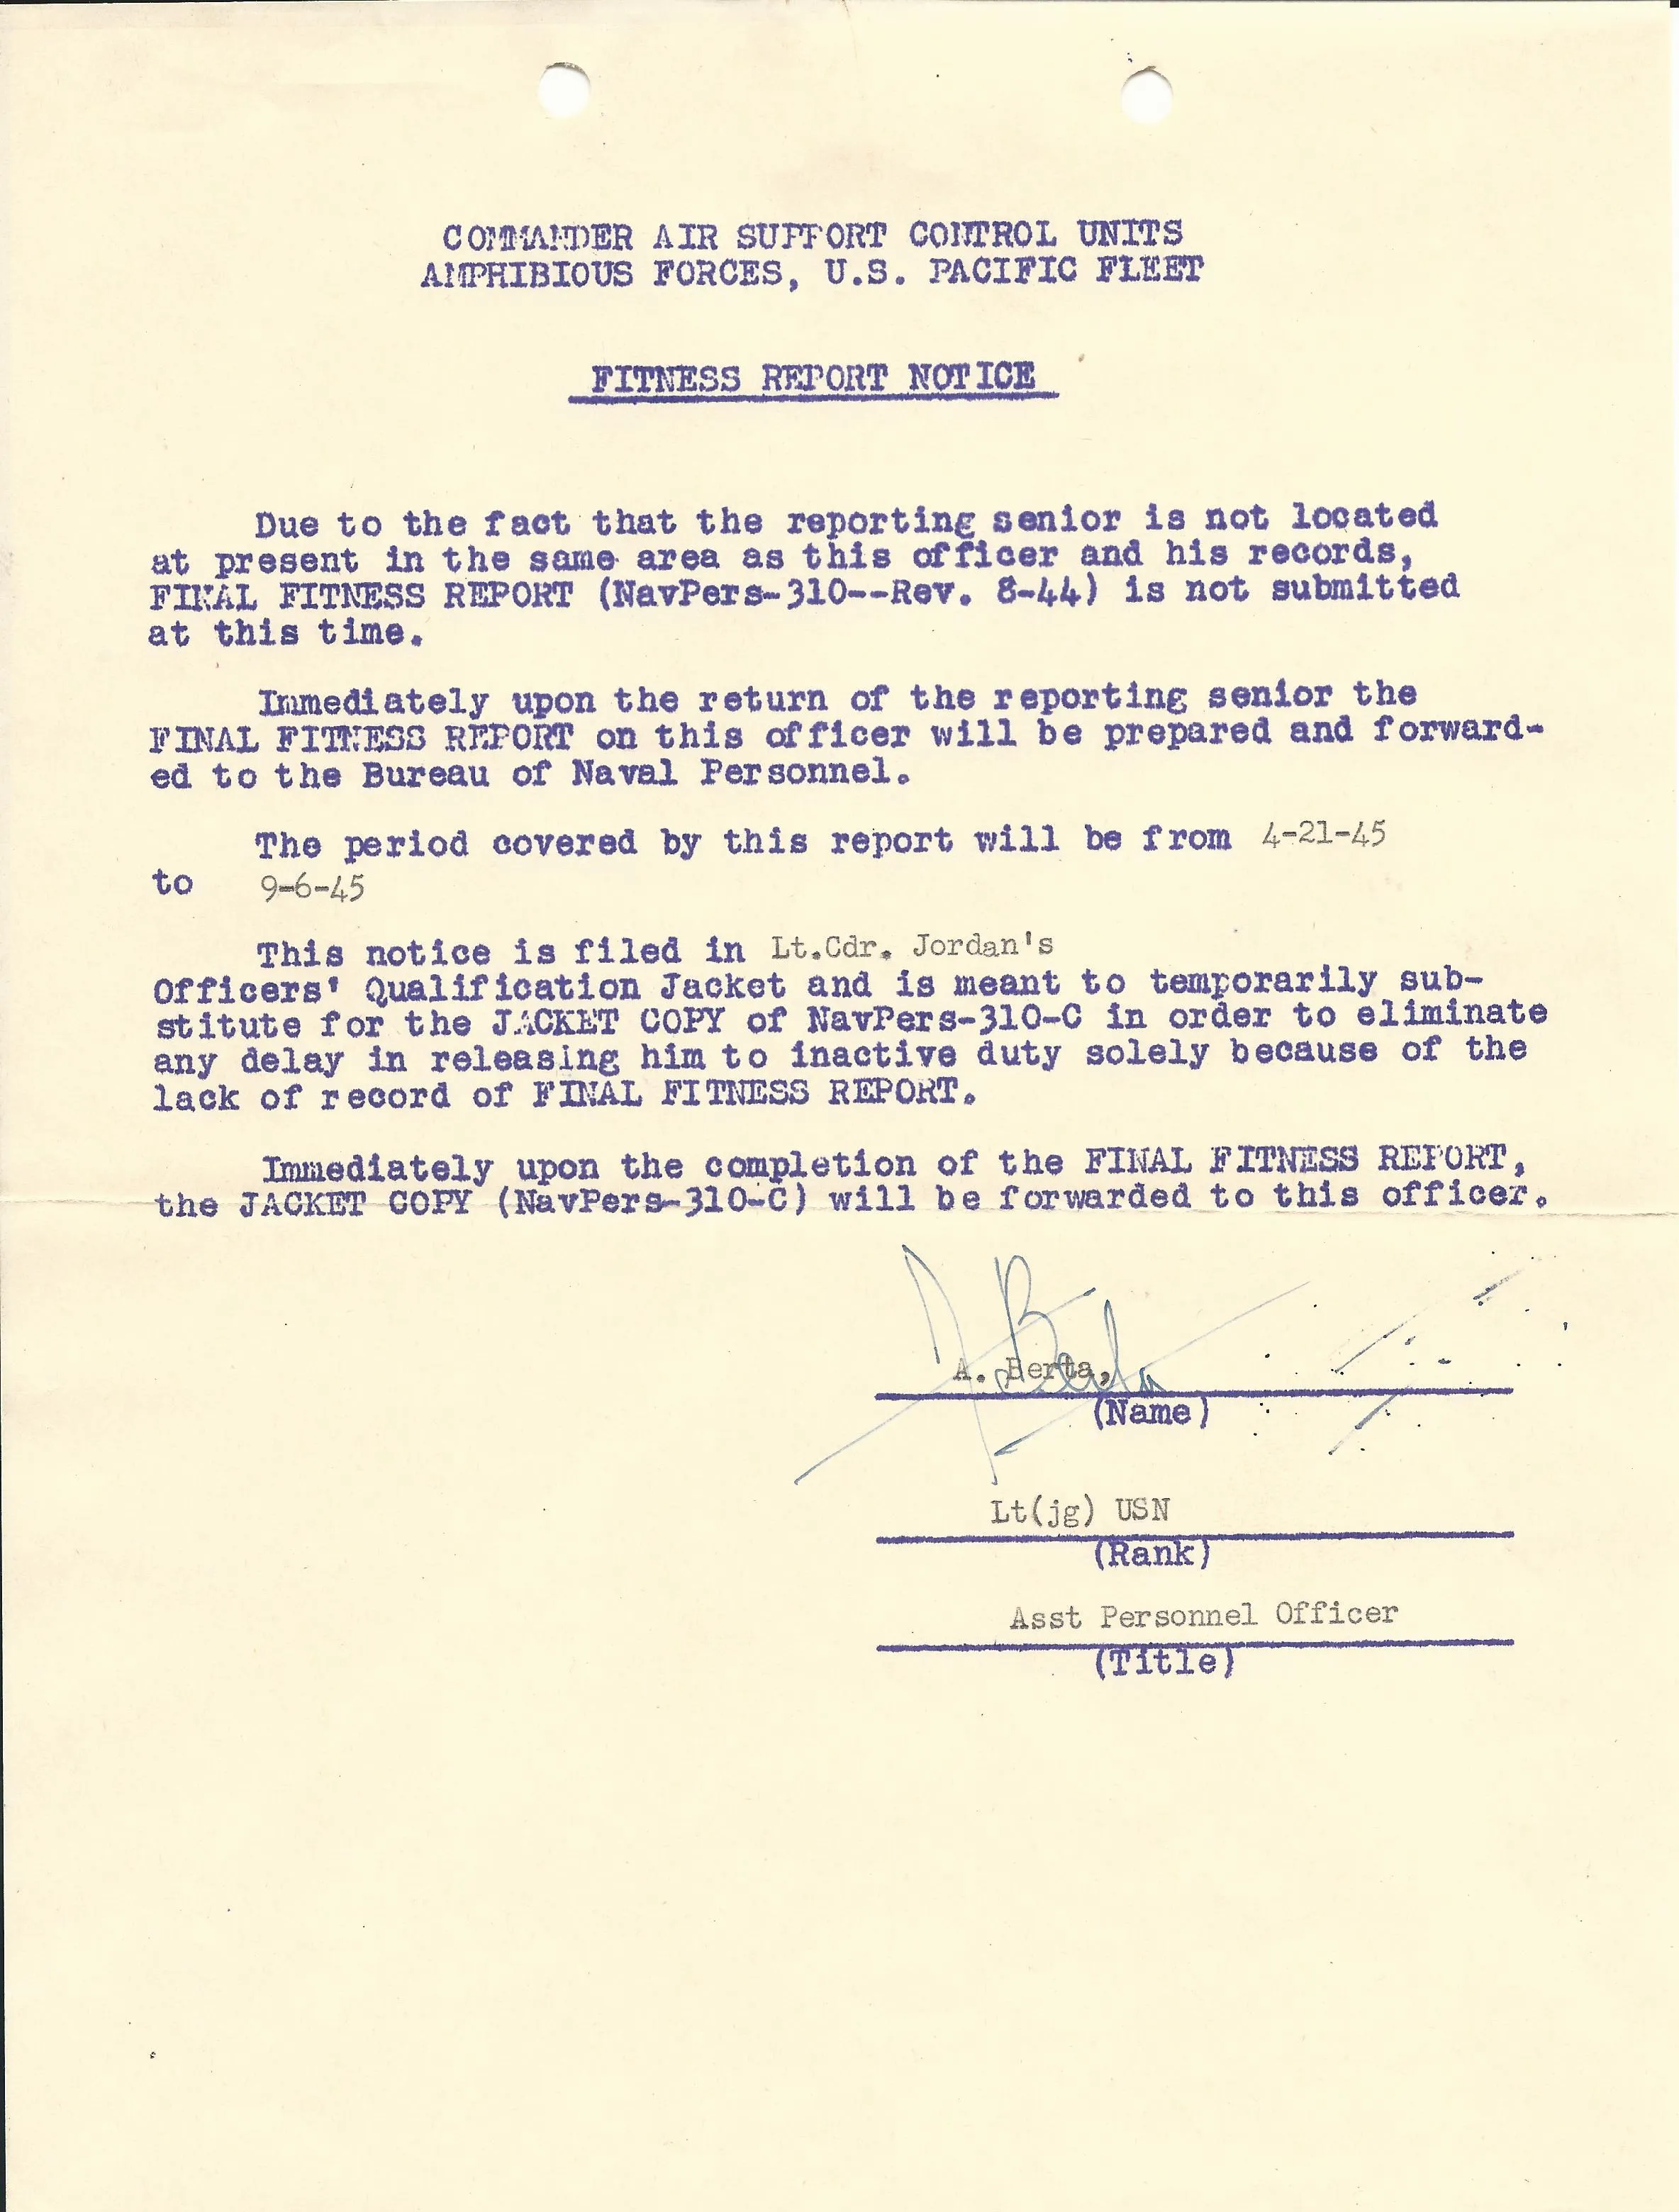 COMMANDER AIR SUPPORT CONTROL UNITS
AMPHIBIOUS FORCES, U.S. PACIFIC FLEET
FITNESS REPORT NOTICE
Due to the fact that the reporting senior is not located
at present in the same area as this officer and his records,
FINAL FITNESS REPORT (NavPers-310--Rev. 8-44) is not submitted
at this time.
Immediately upon the return of the reporting senior the
FINAL FITNESS REPORT on this officer will be prepared and forward-
ed to the Bureau of Naval Personnel.
The period covered by this report will be from 4-21-45
to 9-6-45
This notice is filed in Lt.Cdr. Jordan's
Officers' Qualification Jacket and is meant to temporarily sub-
stitute for the JACKET COPY of NavPers-310-C in order to eliminate
any delay in releasing him to inactive duty solely because of the
lack of record of FINAL FITNESS REPORT.
Immediately upon the completion of the FINAL FITNESS REPORT,
the JACKET COPY (NavPers-310-C) will be forwarded to this officer.
A. Berta,
(Name)
Lt(jg) USN
(Rank)
Asst Personnel Officer
(Title)